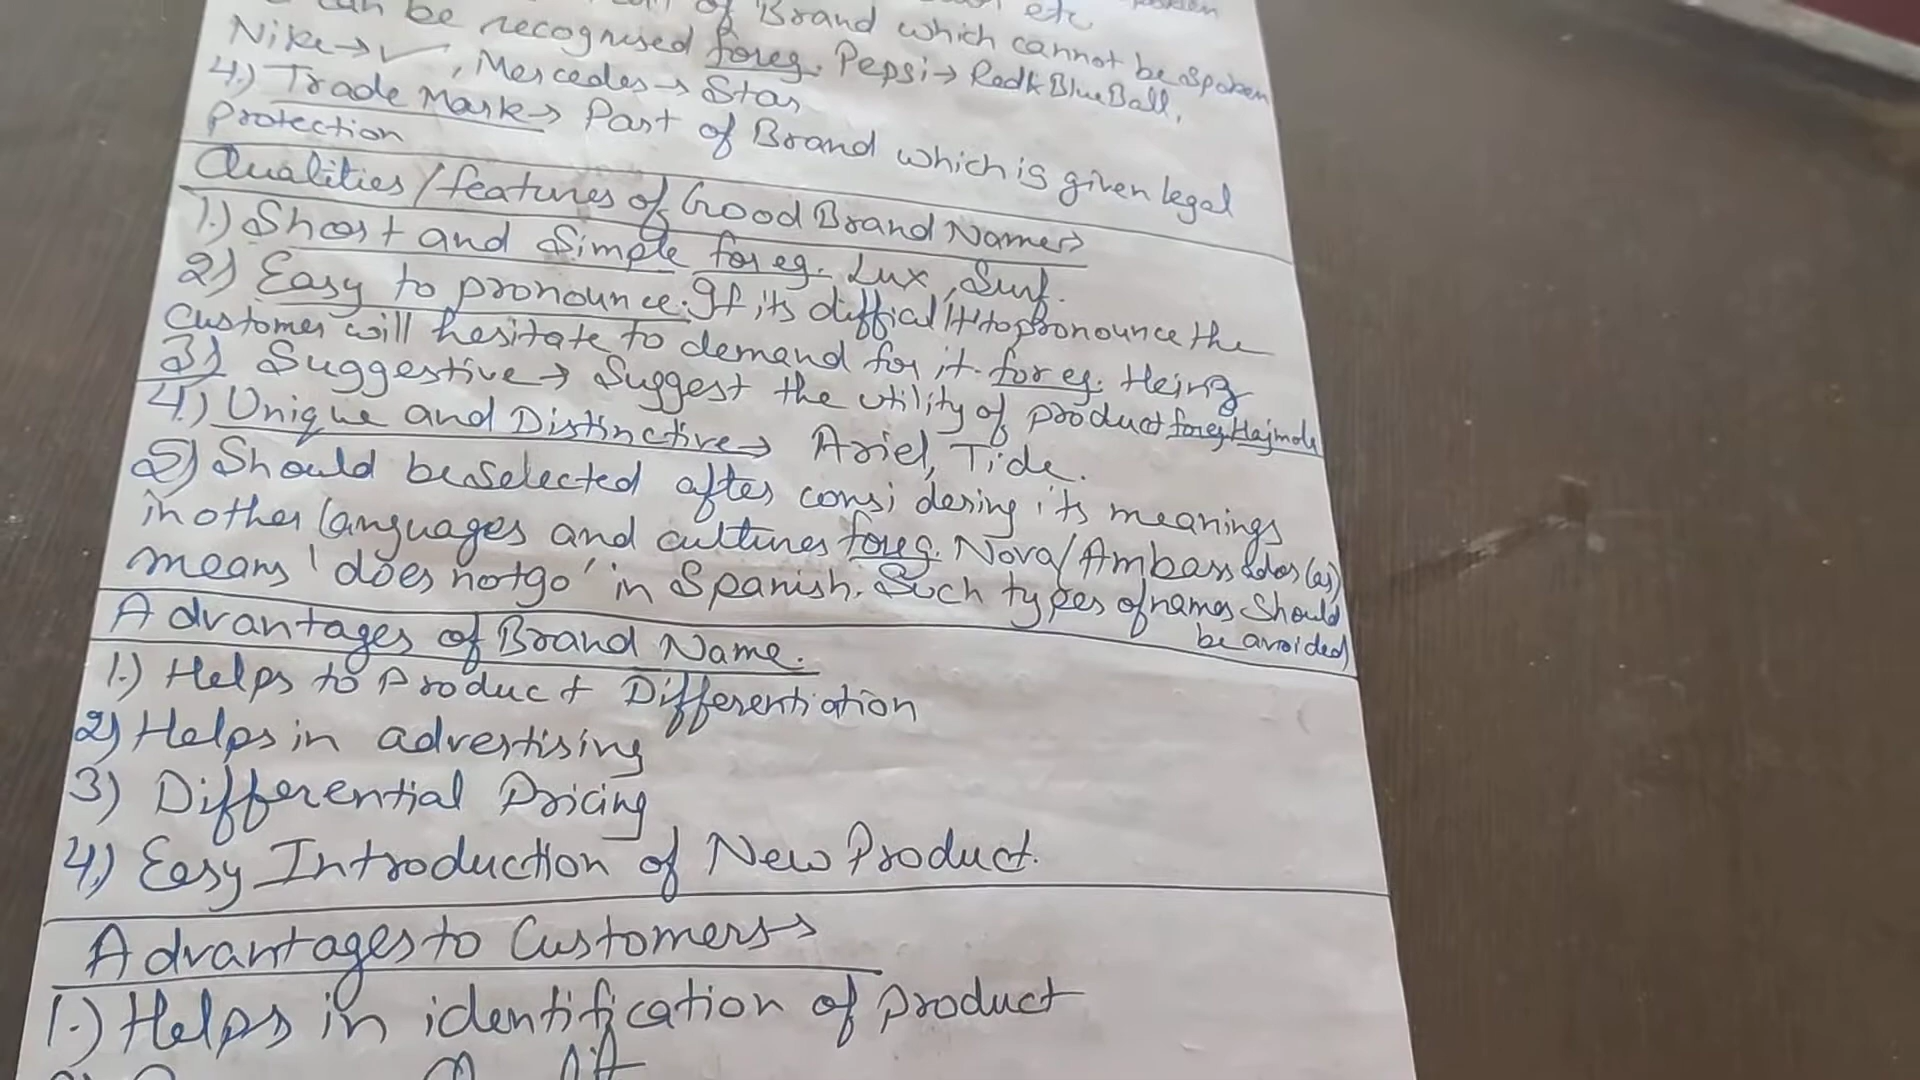 of Brand which cannot be spoken
can be recognised for eg. Pepsi→ Red & Blue Ball,
Nike→ ✓, Mercedes→ Star
4.) Trade Mark→ Part of Brand which is given legal
Protection
Qualities/features of Good Brand Name→
1.) Short and Simple for eg. Lux, Surf.
2) Easy to pronounce. If its difficult to pronounce the
Customer will hesitate to demand for it. for eg. Heinz
3) Suggestive→ Suggest the utility of product for eg. Hajmola
4.) Unique and Distinctive→ Ariel, Tide.
5) Should be selected after considering its meanings
in other languages and cultures for eg. Nova/Ambassador (as)
means 'does not go' in Spanish. Such types of names Should
be avoided
Advantages of Brand Name.
1.) Helps to Product Differentiation
2) Helps in advertising
3) Differential Pricing
4.) Easy Introduction of New Product.
Advantages to Customers→
1.) Helps in identification of product